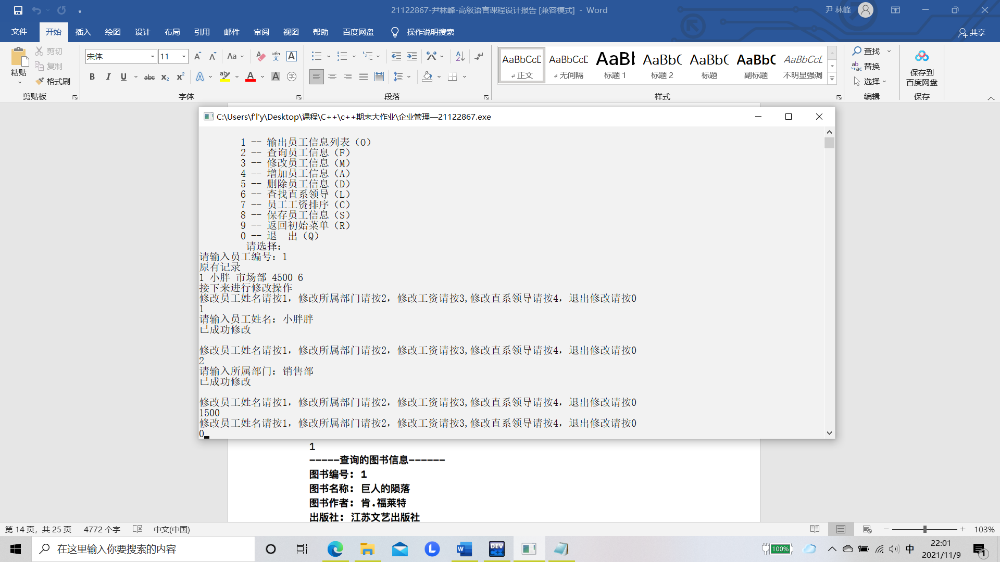 21122867-尹林峰-高级语言课程设计报告 [兼容模式] - Word
尹 林峰
文件 开始 插入 绘图 设计 布局 引用 邮件 审阅 视图 帮助 百度网盘 操作说明搜索 共享
粘贴
剪切
复制
格式刷
剪贴板
宋体 11
字体
段落
AaBbCcD 正文
AaBbCcD 无间隔
AaBb 标题 1
AaBbC 标题 2
AaBbC 标题
AaBbC 副标题
AaBbCcD 不明显强调
样式
查找
替换
选择
编辑
保存到
百度网盘
保存
C:\Users\f'l'y\Desktop\课程\C++\c++期末大作业\企业管理—21122867.exe
1 -- 输出员工信息列表（O）
2 -- 查询员工信息（F）
3 -- 修改员工信息（M）
4 -- 增加员工信息（A）
5 -- 删除员工信息（D）
6 -- 查找直系领导（L）
7 -- 员工工资排序（C）
8 -- 保存员工信息（S）
9 -- 返回初始菜单（R）
0 -- 退　出（Q）
请选择：
请输入员工编号：1
原有记录
1 小胖 市场部 4500 6
接下来进行修改操作
修改员工姓名请按1，修改所属部门请按2，修改工资请按3,修改直系领导请按4，退出修改请按0
1
请输入员工姓名：小胖胖
已成功修改
修改员工姓名请按1，修改所属部门请按2，修改工资请按3,修改直系领导请按4，退出修改请按0
2
请输入所属部门：销售部
已成功修改
修改员工姓名请按1，修改所属部门请按2，修改工资请按3,修改直系领导请按4，退出修改请按0
1500
修改员工姓名请按1，修改所属部门请按2，修改工资请按3,修改直系领导请按4，退出修改请按0
0
1
-----查询的图书信息------
图书编号: 1
图书名称: 巨人的陨落
图书作者: 肯.福莱特
出版社: 江苏文艺出版社
第 14 页，共 25 页 4772 个字 中文(中国) 103%
在这里输入你要搜索的内容
100%
中
22:01
2021/11/9
1